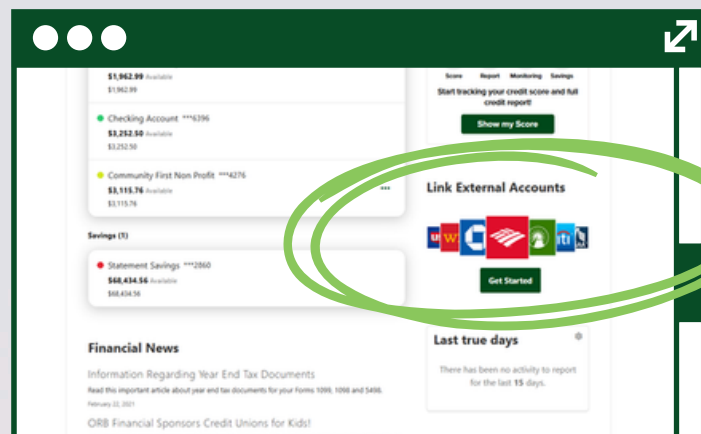 $1,962.99 Available
$1,962.99
Checking Account ***6396
$3,252.50 Available
$3,252.50
Community First Non Profit ***4276
$3,115.76 Available
$3,115.76
Savings (1)
Statement Savings ***2860
$68,434.56 Available
$68,434.56
Financial News
Information Regarding Year End Tax Documents
Read this important article about year end tax documents for your Forms 1099, 1098 and 5498.
February 22, 2021
ORB Financial Sponsors Credit Unions for Kids!
Score Report Monitoring Savings
Start tracking your credit score and full
credit report!
Show my Score
Link External Accounts
citi
Get Started
Last true days
There has been no activity to report
for the last 15 days.